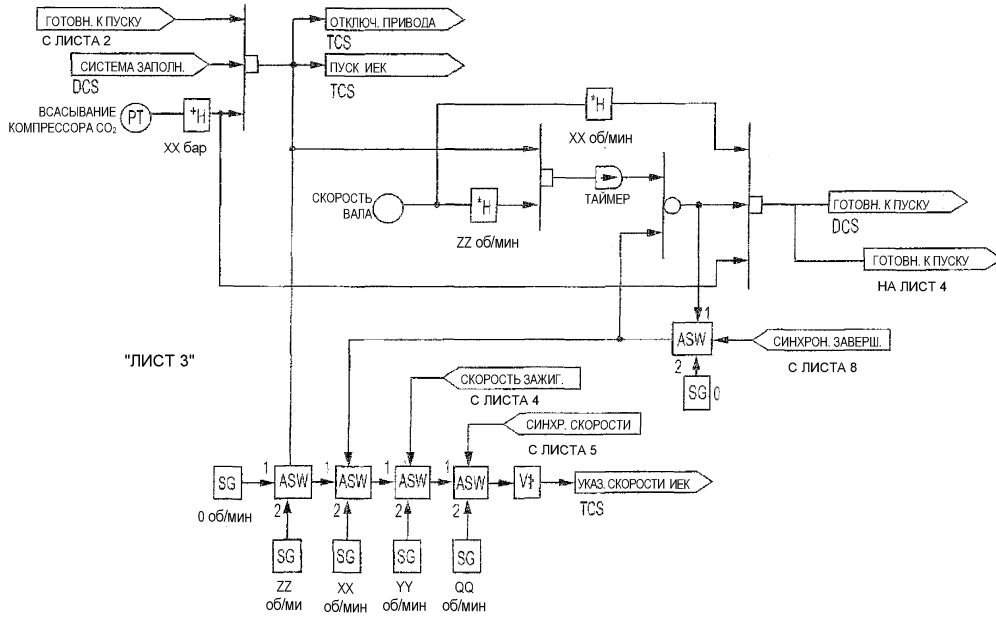 ГОТОВН. К ПУСКУ
С ЛИСТА 2
СИСТЕМА ЗАПОЛН.
DCS
ВСАСЫВАНИЕ
КОМПРЕССОРА CO₂
PT
+H
XX бар
ОТКЛЮЧ. ПРИВОДА
TCS
ПУСК ИЕК
TCS
*H
XX об/мин
СКОРОСТЬ
ВАЛА
*H
ZZ об/мин
ТАЙМЕР
ГОТОВН. К ПУСКУ
DCS
ГОТОВН. К ПУСКУ
НА ЛИСТ 4
"ЛИСТ 3"
1
ASW
2
SG
0
СИНХРОН. ЗАВЕРШ.
С ЛИСТА 8
СКОРОСТЬ ЗАЖИГ.
С ЛИСТА 4
СИНХР. СКОРОСТИ
С ЛИСТА 5
SG
0 об/мин
1
ASW
2
1
ASW
2
1
ASW
2
1
ASW
2
УКАЗ. СКОРОСТИ ИЕК
TCS
SG
ZZ
об/ми
SG
XX
об/мин
SG
YY
об/мин
SG
QQ
об/мин